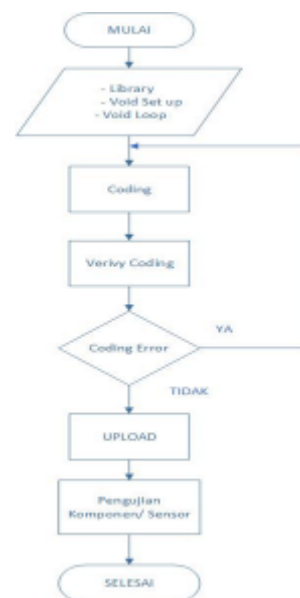 MULAI
- Library
- Void Set up
- Void Loop
Coding
Verivy Coding
Coding Error
YA
TIDAK
UPLOAD
Pengujian
Komponen/ Sensor
SELESAI